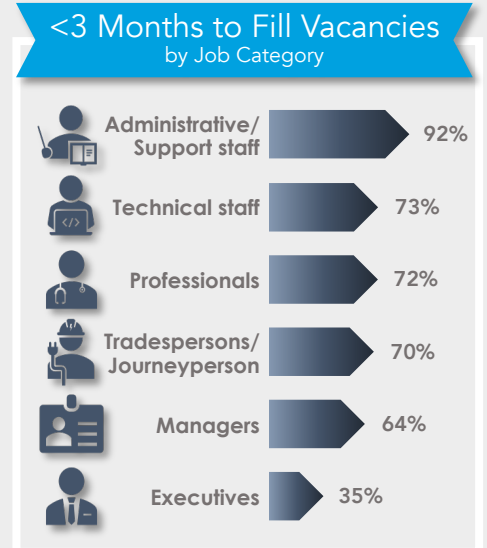 <3 Months to Fill Vacancies
by Job Category
Administrative/
Support staff
92%
</>
Technical staff
73%
Professionals
72%
Tradespersons/
Journeyperson
70%
Managers
64%
Executives
35%